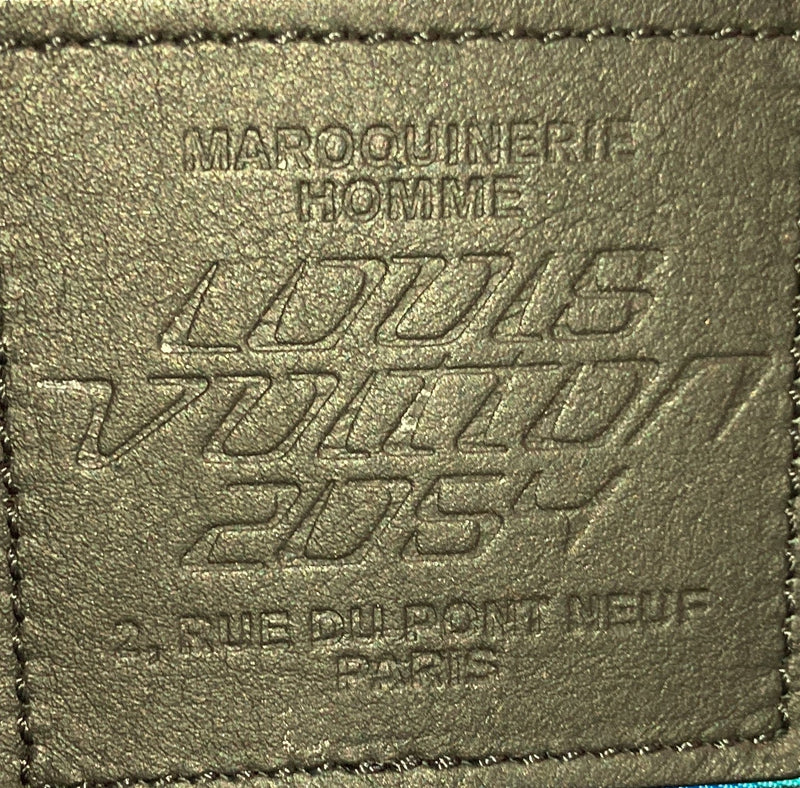 MAROQUINERIE
HOMME
LOUIS
VUITTON
2054
2, RUE DU PONT NEUF
PARIS